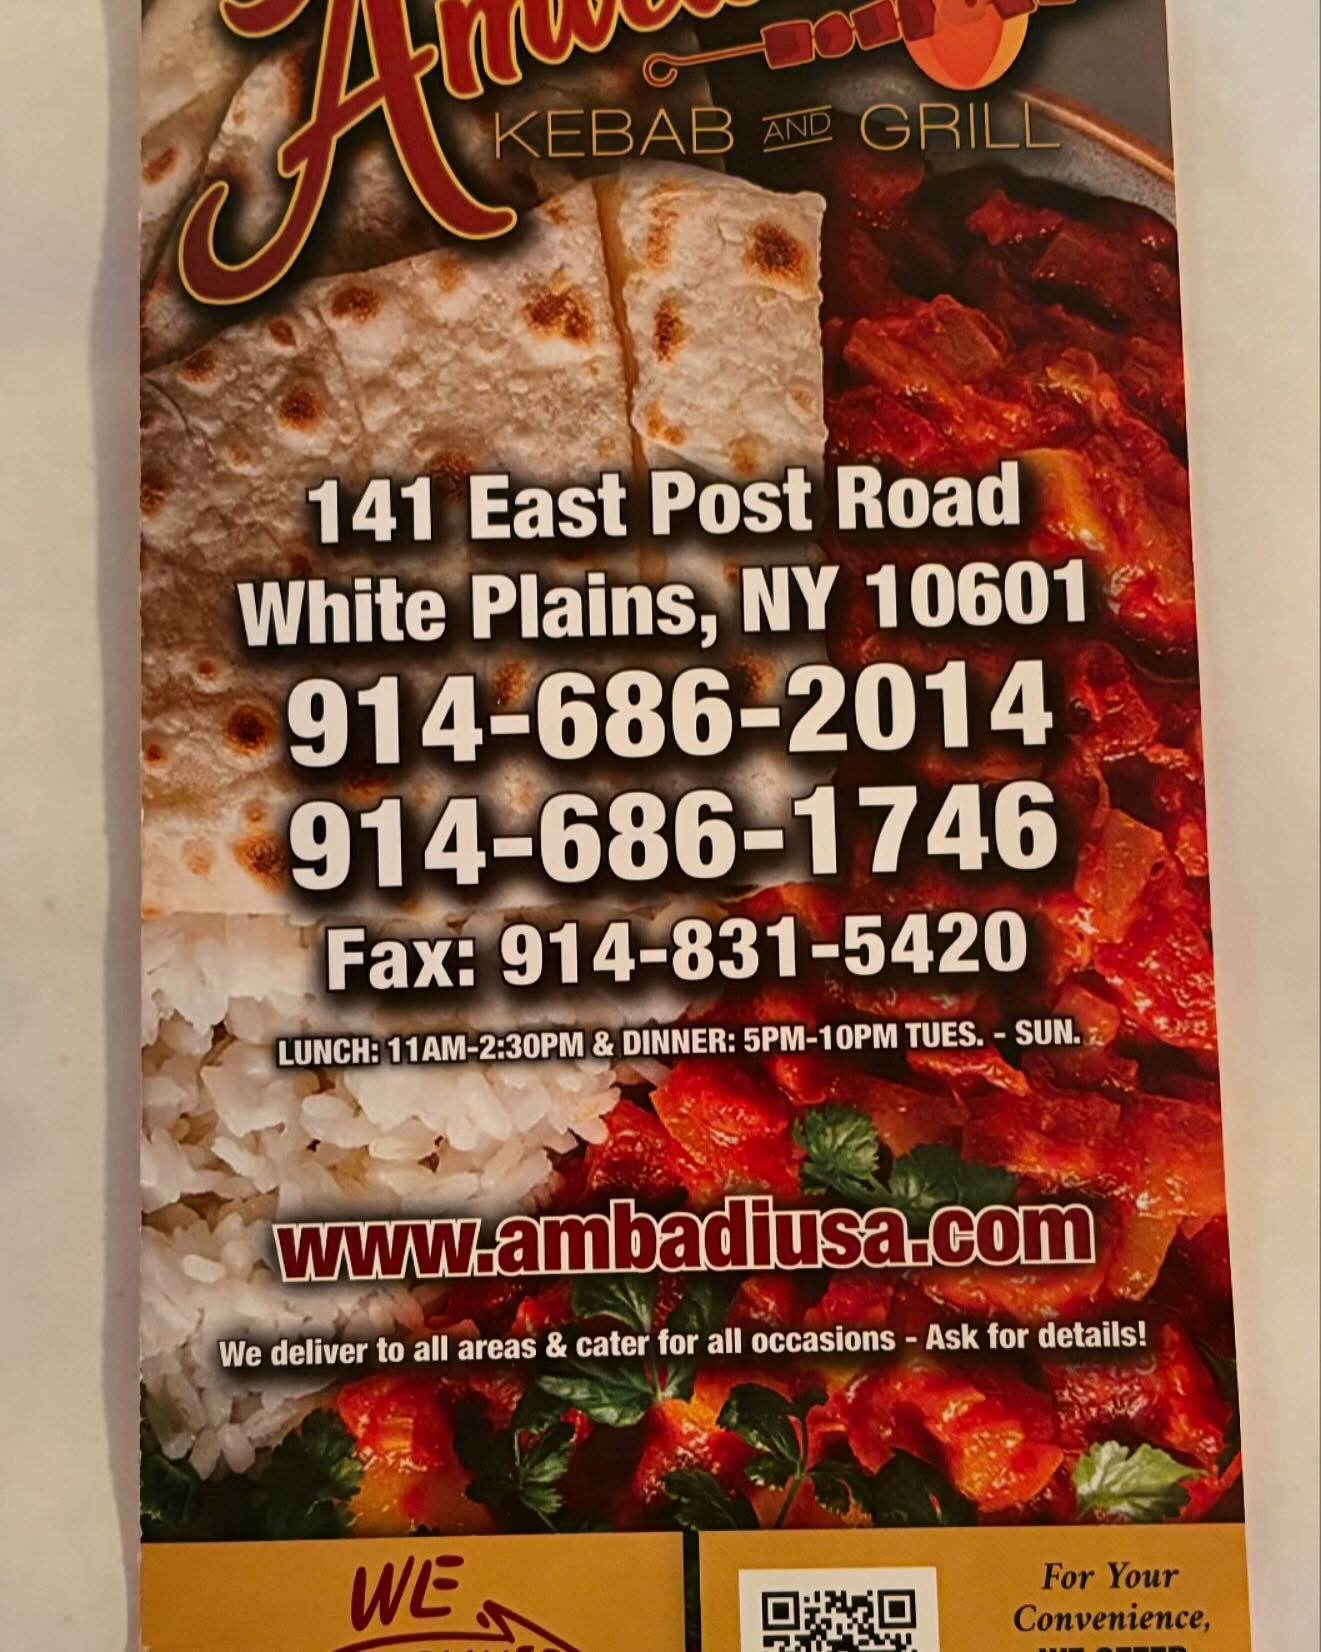 KEBAB AND GRILL
141 East Post Road
White Plains, NY 10601
914-686-2014
914-686-1746
Fax: 914-831-5420
LUNCH: 11AM-2:30PM & DINNER: 5PM-10PM TUES. - SUN.
www.ambadiusa.com
We deliver to all areas & cater for all occasions - Ask for details!
WE
For Your
Convenience,